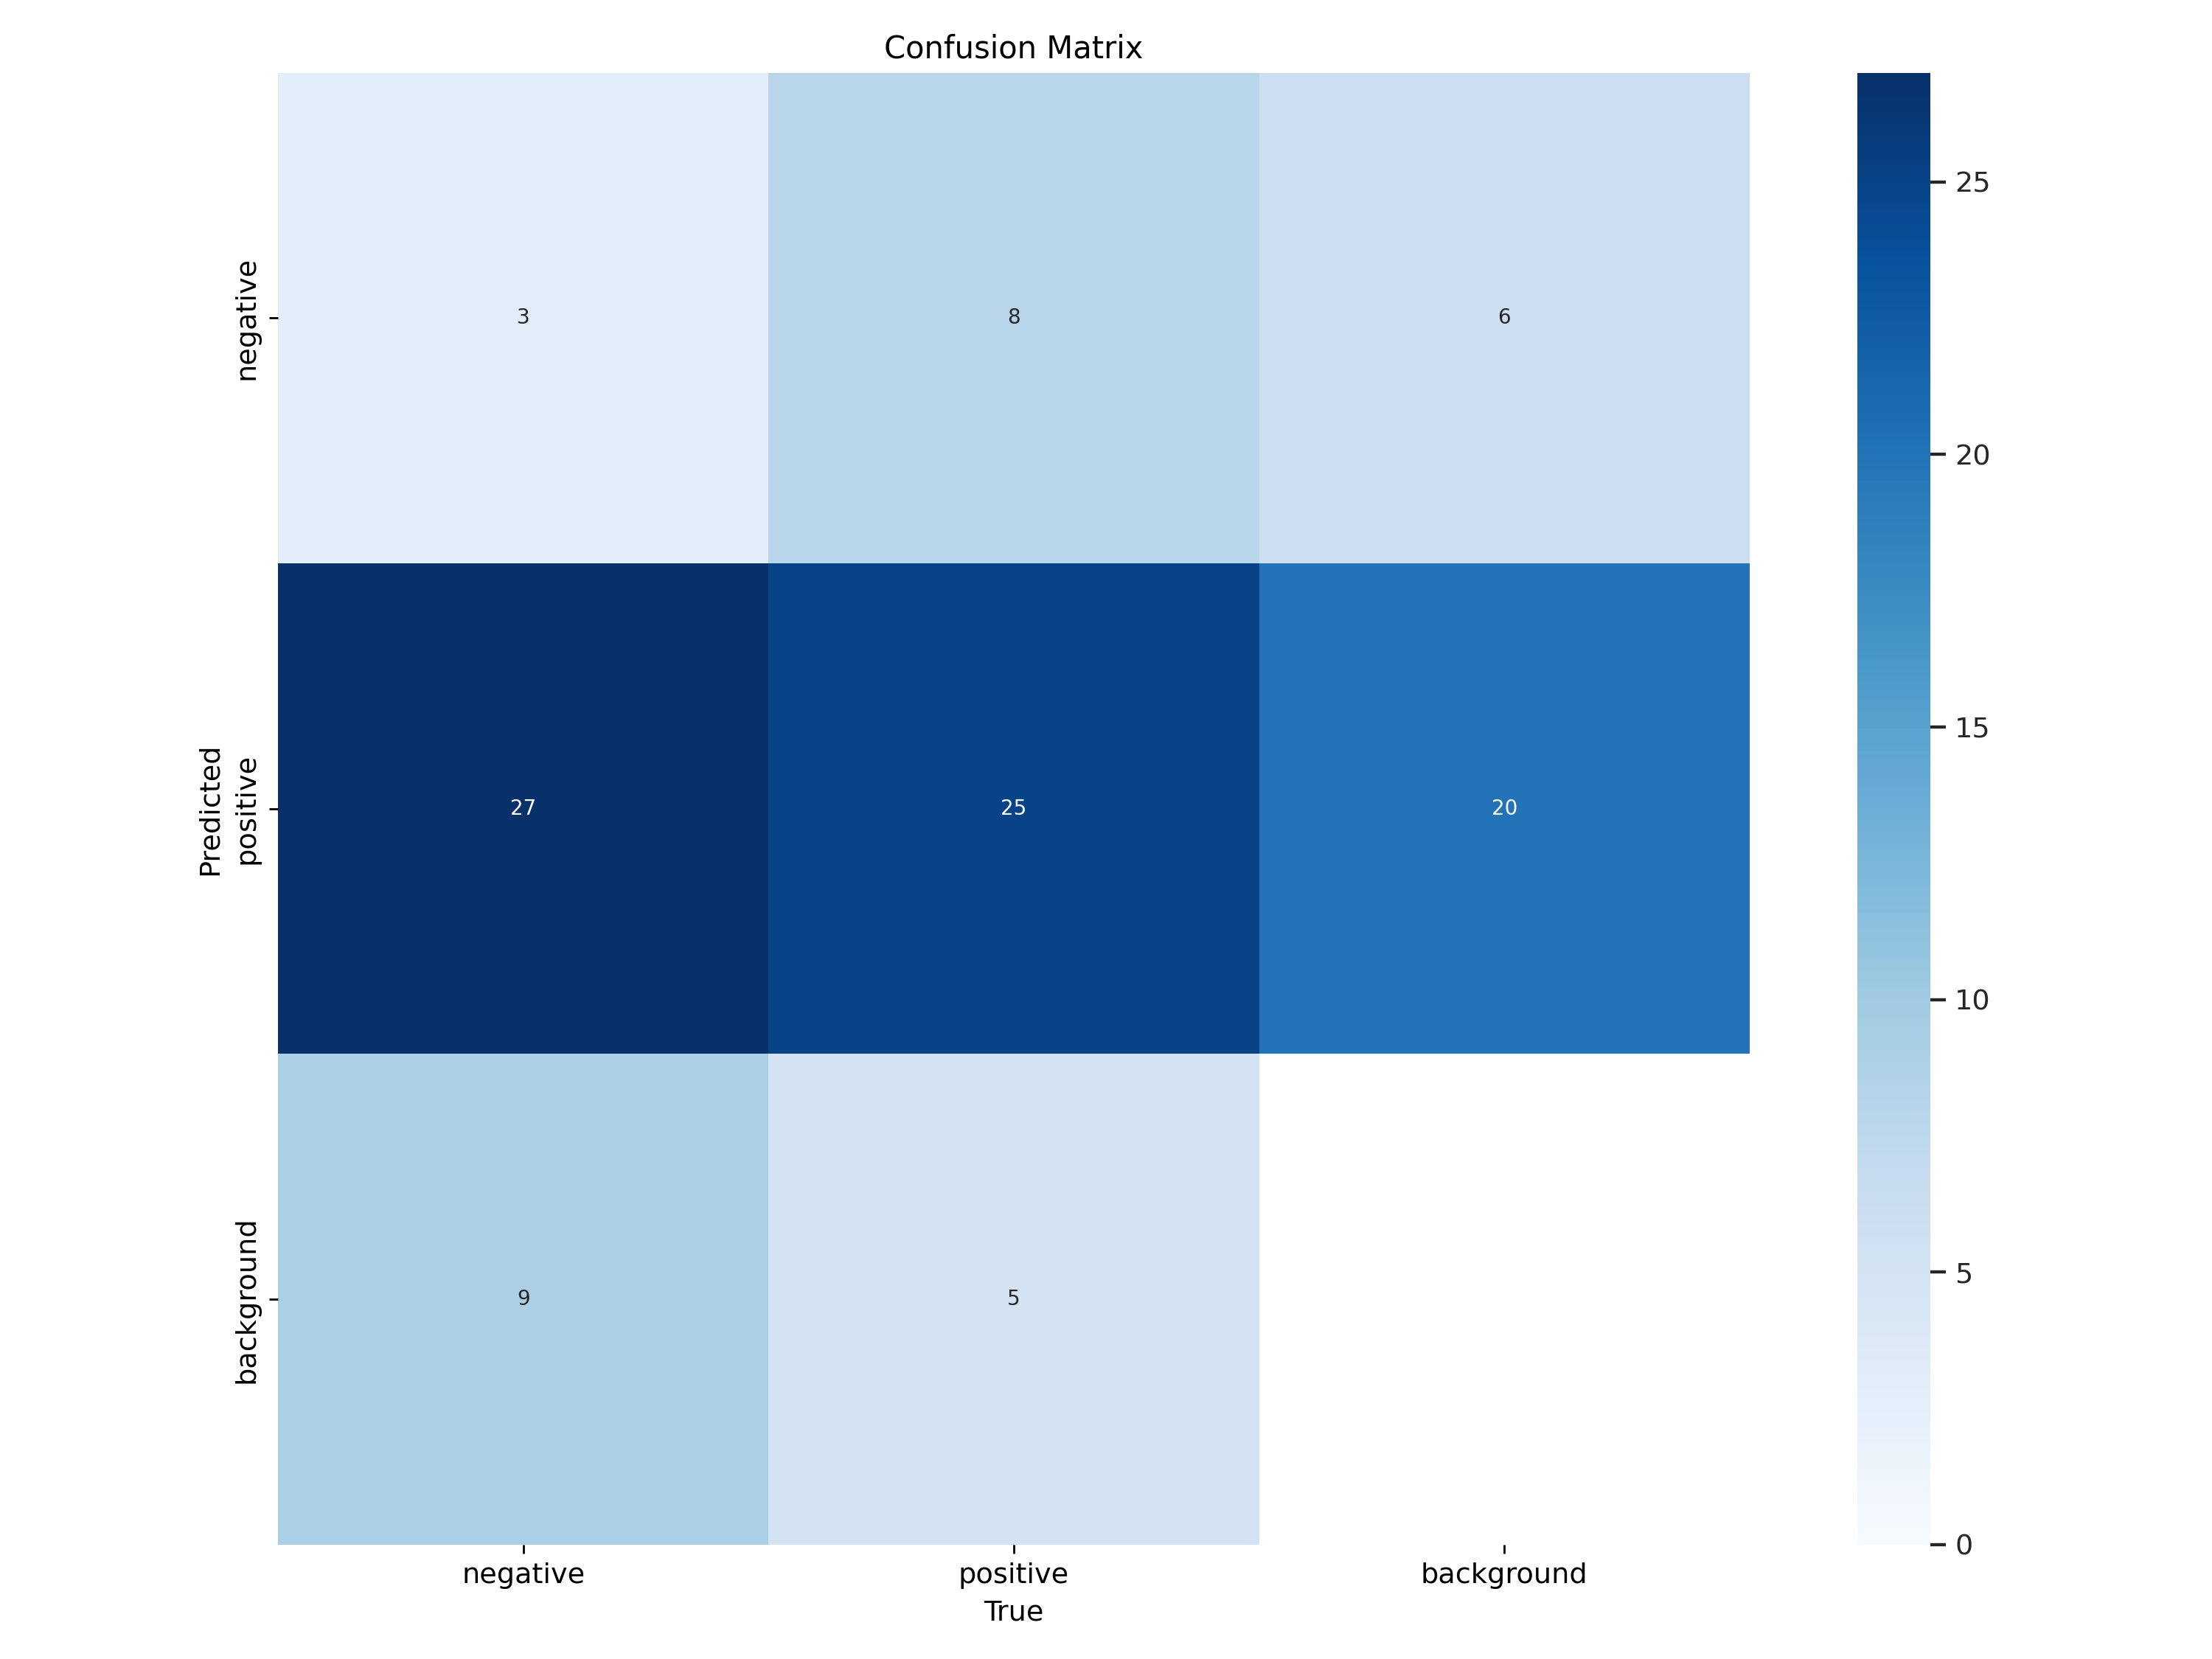 Confusion Matrix
negative
3
8
6
25
20
15
10
5
0
Predicted
positive
27
25
20
background
9
5
negative
positive
background
True